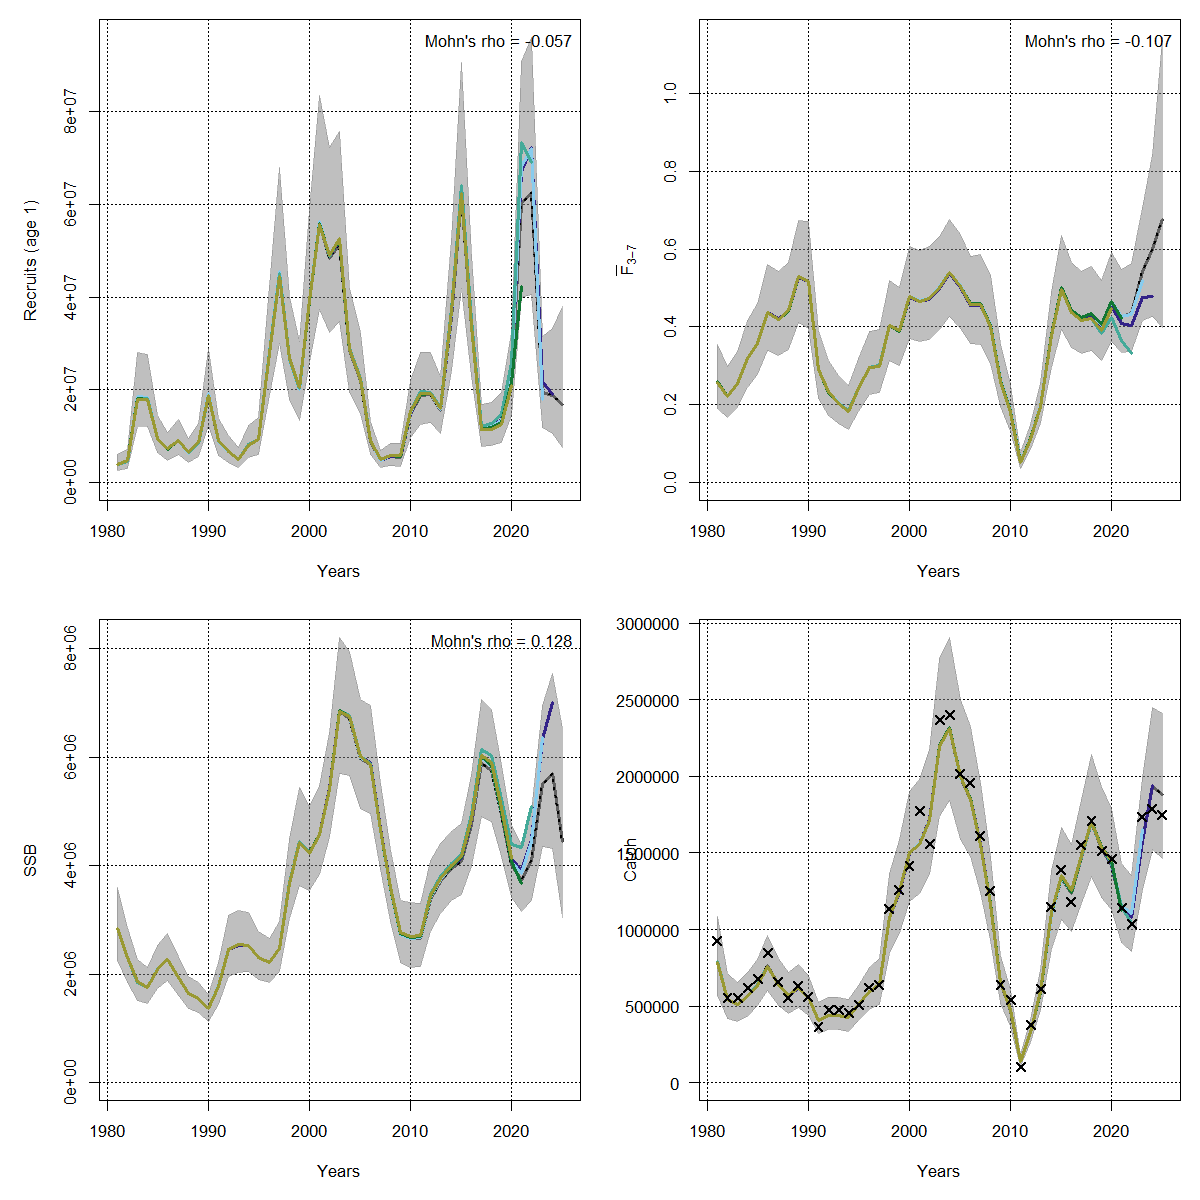 Mohn's rho = -0.057
Recruits (age 1)
8e+07
6e+07
4e+07
2e+07
0e+00
1980 1990 2000 2010 2020
Years
Mohn's rho = -0.107
F̅3−7
1.0
0.8
0.6
0.4
0.2
0.0
1980 1990 2000 2010 2020
Years
Mohn's rho = 0.128
SSB
8e+06
6e+06
4e+06
2e+06
0e+00
1980 1990 2000 2010 2020
Years
Catch
3000000
2500000
2000000
1500000
1000000
500000
0
1980 1990 2000 2010 2020
Years